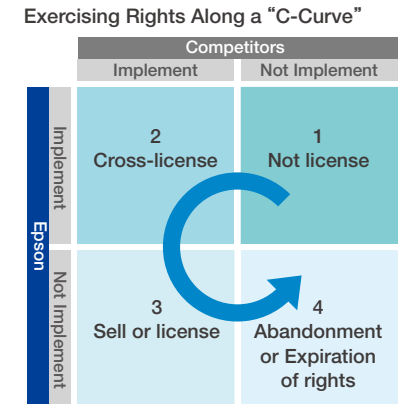 Exercising Rights Along a “C-Curve”
Competitors
Implement
Not Implement
Epson
Implement
2
Cross-license
1
Not license
Not Implement
3
Sell or license
4
Abandonment
or Expiration
of rights